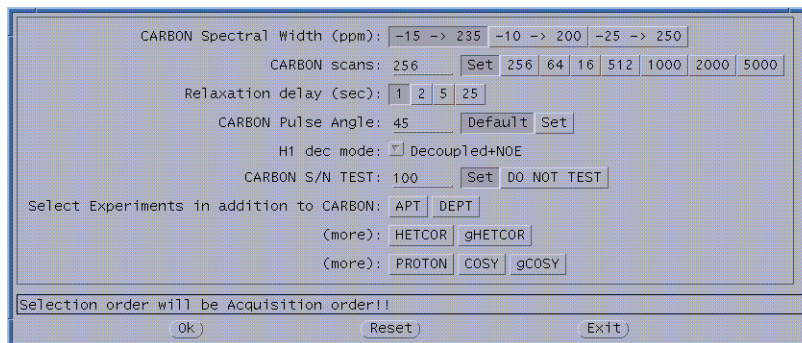 CARBON Spectral Width (ppm): -15 -> 235 -10 -> 200 -25 -> 250
CARBON scans: 256 Set 256 64 16 512 1000 2000 5000
Relaxation delay (sec): 1 2 5 25
CARBON Pulse Angle: 45 Default Set
H1 dec mode: Decoupled+NOE
CARBON S/N TEST: 100 Set DO NOT TEST
Select Experiments in addition to CARBON: APT DEPT
(more): HETCOR gHETCOR
(more): PROTON COSY gCOSY
Selection order will be Acquisition order!!
Ok Reset Exit